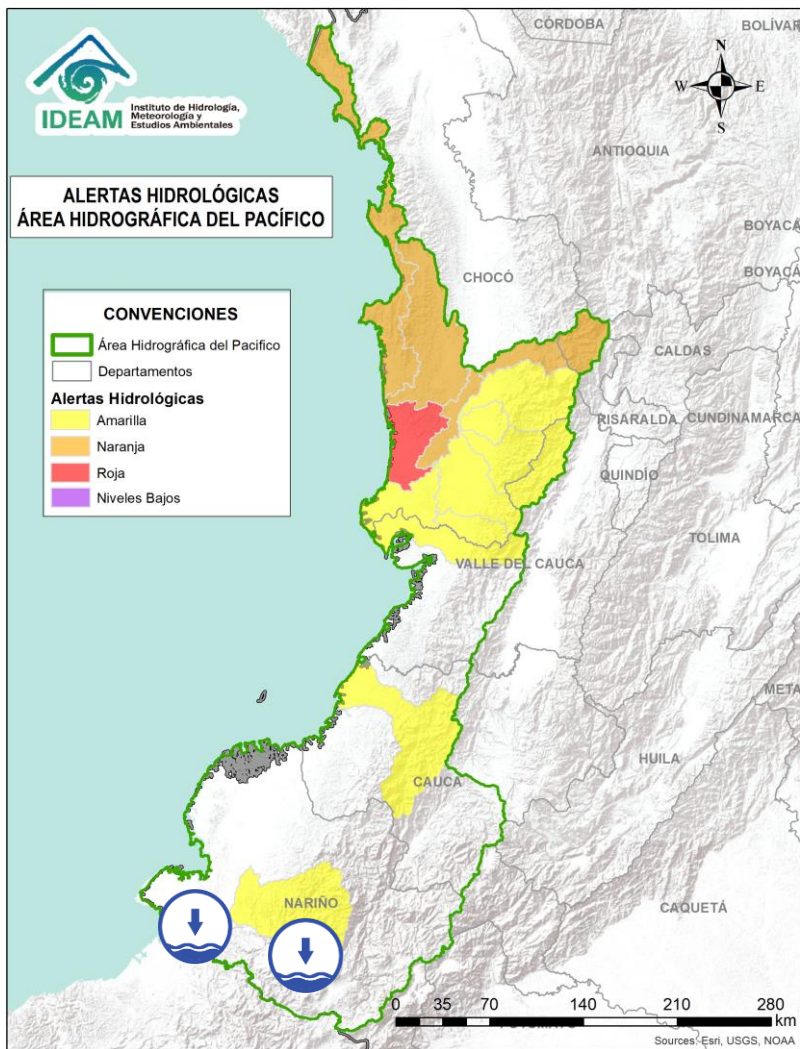 CÓRDOBA
BOLÍVAR
IDEAM
Instituto de Hidrología,
Meteorología y
Estudios Ambientales
N
W E
S
ANTIOQUIA
ALERTAS HIDROLÓGICAS
ÁREA HIDROGRÁFICA DEL PACÍFICO
BOYACÁ
BOYACÁ
CHOCÓ
CONVENCIONES
Área Hidrográfica del Pacifico
Departamentos
Alertas Hidrológicas
Amarilla
Naranja
Roja
Niveles Bajos
CALDAS
RISARALDA
CUNDINAMARCA
QUINDÍO
TOLIMA
VALLE DEL CAUCA
META
HUILA
CAUCA
NARIÑO
CAQUETÁ
0 35 70 140 210 280
km
Sources: Esri, USGS, NOAA